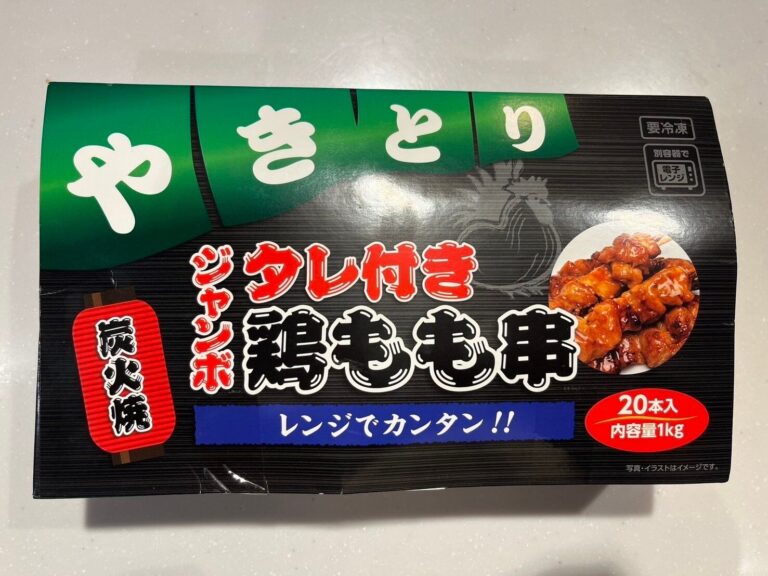 やきとり
要冷凍
別容器で
電子
レンジ
ジャンボ
タレ付き
鶏もも串
炭火焼
レンジでカンタン!!
20本入
内容量1kg
写真・イラストはイメージです。